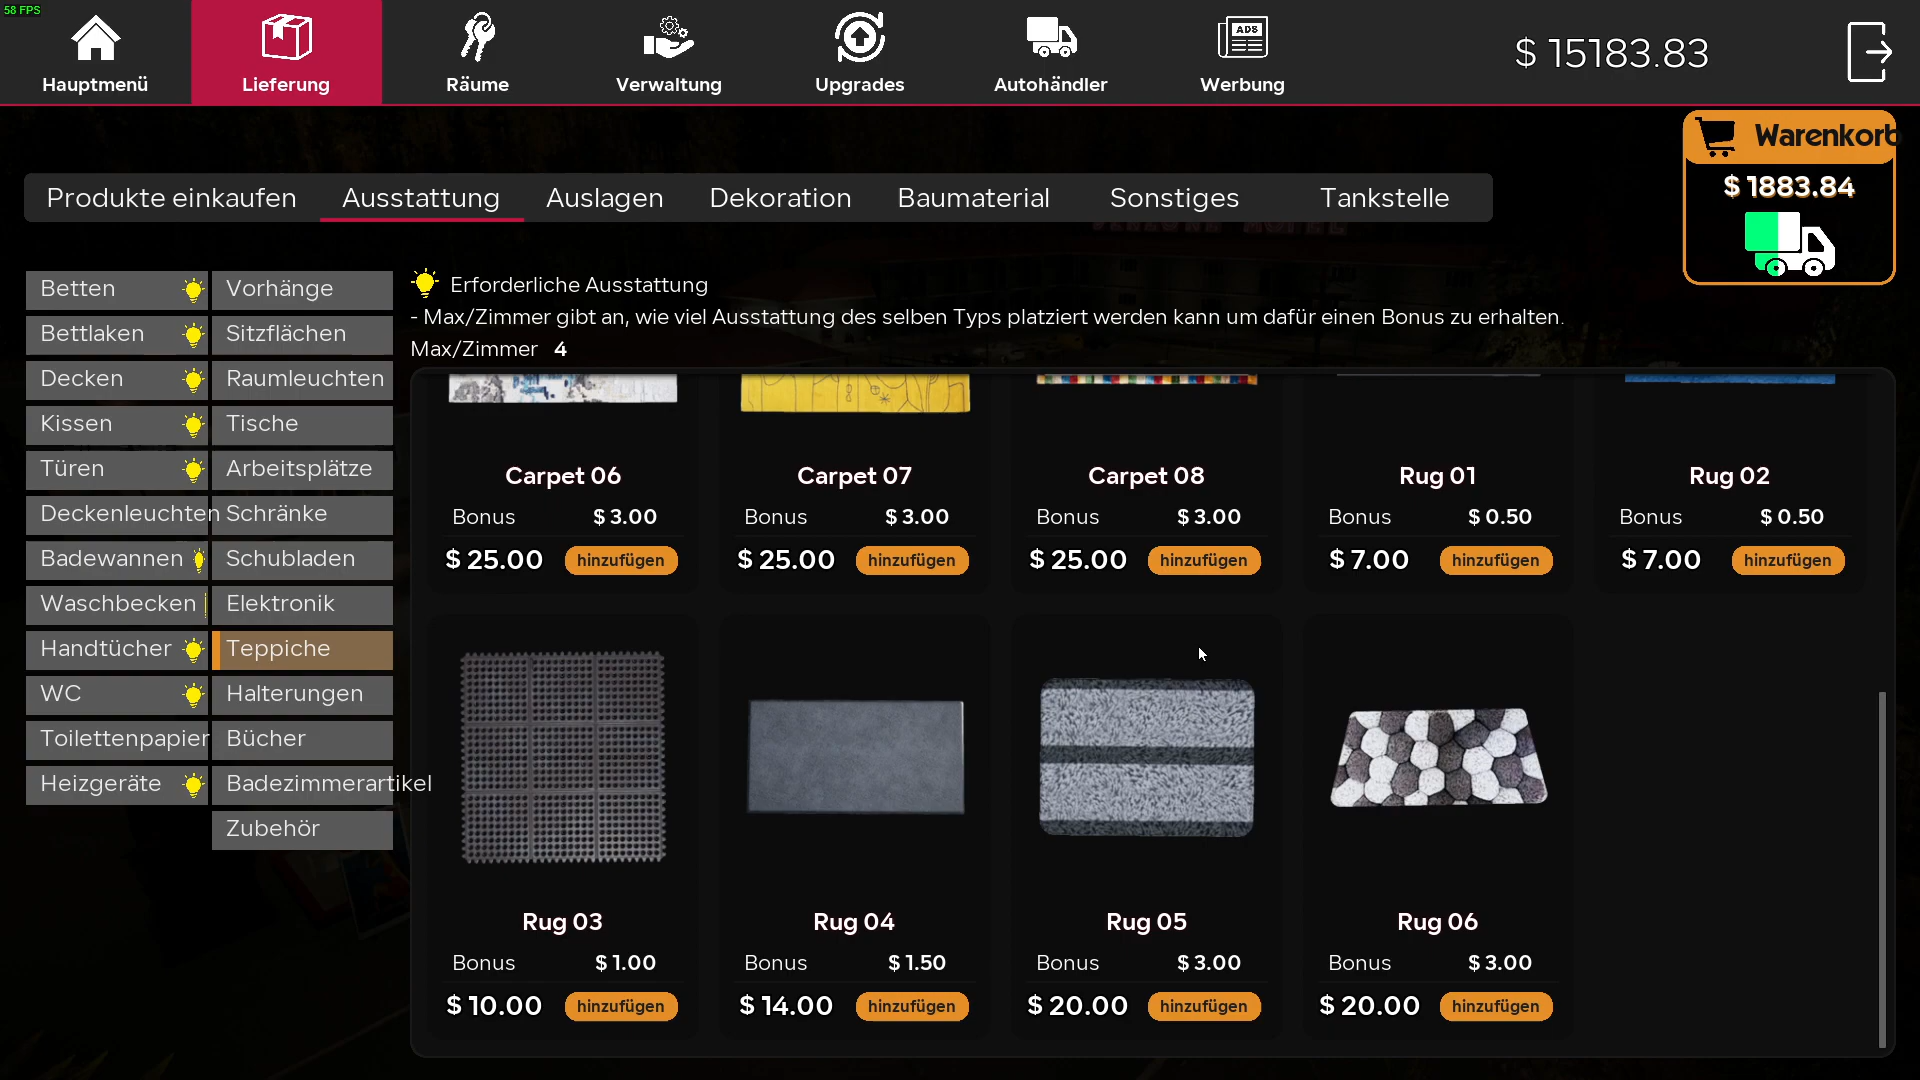 58 FPS
Hauptmenü
Lieferung
Räume
Verwaltung
Upgrades
Autohändler
ADS
Werbung
$ 15183.83
Warenkorb
$ 1883.84
Produkte einkaufen
Ausstattung
Auslagen
Dekoration
Baumaterial
Sonstiges
Tankstelle
Betten
Vorhänge
Bettlaken
Sitzflächen
Decken
Raumleuchten
Kissen
Tische
Türen
Arbeitsplätze
Deckenleuchten
Schränke
Badewannen
Schubladen
Waschbecken
Elektronik
Handtücher
Teppiche
WC
Halterungen
Toilettenpapier
Bücher
Heizgeräte
Badezimmerartikel
Zubehör
Erforderliche Ausstattung
- Max/Zimmer gibt an, wie viel Ausstattung des selben Typs platziert werden kann um dafür einen Bonus zu erhalten.
Max/Zimmer 4
Carpet 06
Bonus $ 3.00
$ 25.00 hinzufügen
Carpet 07
Bonus $ 3.00
$ 25.00 hinzufügen
Carpet 08
Bonus $ 3.00
$ 25.00 hinzufügen
Rug 01
Bonus $ 0.50
$ 7.00 hinzufügen
Rug 02
Bonus $ 0.50
$ 7.00 hinzufügen
Rug 03
Bonus $ 1.00
$ 10.00 hinzufügen
Rug 04
Bonus $ 1.50
$ 14.00 hinzufügen
Rug 05
Bonus $ 3.00
$ 20.00 hinzufügen
Rug 06
Bonus $ 3.00
$ 20.00 hinzufügen